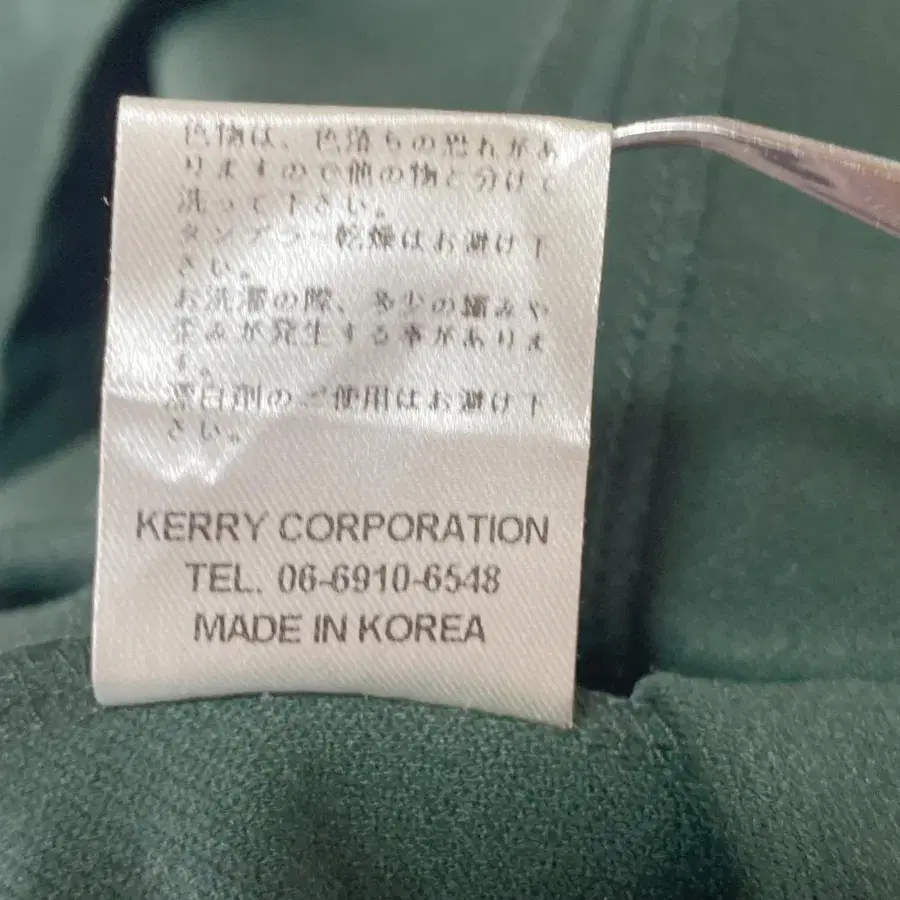 色物は、色落ちの恐れがあ
りますので他の物と分けて
洗って下さい。
タンブラー乾燥はお避け下
さい。
お洗濯の際、多少の縮みや
歪みが発生する事がありま
す。
漂白剤のご使用はお避け下
さい。
KERRY CORPORATION
TEL. 06-6910-6548
MADE IN KOREA